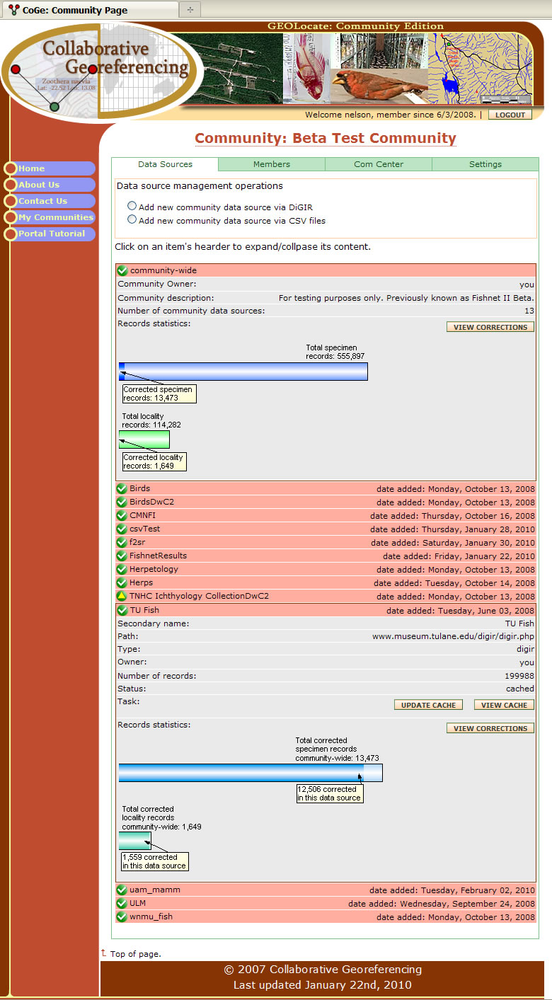 CoGe: Community Page
GEOLocate: Community Edition
Collaborative
Georeferencing
Zoothera naevia
Lat: -22.52 Lon: 13.08
Welcome nelson, member since 6/3/2008. |
LOGOUT
Community: Beta Test Community
Home
About Us
Contact Us
My Communities
Portal Tutorial
Data Sources Members Com Center Settings
Data source management operations
Add new community data source via DiGIR
Add new community data source via CSV files
Click on an item's hearder to expand/collpase its content.
community-wide
Community Owner: you
Community description: For testing purposes only. Previously known as Fishnet II Beta.
Number of community data sources: 13
Records statistics: VIEW CORRECTIONS
Total specimen
records: 555,897
Corrected specimen
records: 13,473
Total locality
records: 114,282
Corrected locality
records: 1,649
Birds date added: Monday, October 13, 2008
BirdsDwC2 date added: Monday, October 13, 2008
CMNFI date added: Thursday, October 16, 2008
csvTest date added: Thursday, January 28, 2010
f2sr date added: Saturday, January 30, 2010
FishnetResults date added: Friday, January 22, 2010
Herpetology date added: Monday, October 13, 2008
Herps date added: Tuesday, October 14, 2008
TNHC Ichthyology CollectionDwC2 date added: Monday, October 13, 2008
TU Fish date added: Tuesday, June 03, 2008
Secondary name: TU Fish
Path: www.museum.tulane.edu/digir/digir.php
Type: digir
Owner: you
Number of records: 199988
Status: cached
Task: UPDATE CACHE VIEW CACHE
Records statistics: VIEW CORRECTIONS
Total corrected
specimen records
community-wide: 13,473
12,506 corrected
in this data source
Total corrected
locality records
community-wide: 1,649
1,559 corrected
in this data source
uam_mamm date added: Tuesday, February 02, 2010
ULM date added: Wednesday, September 24, 2008
wnmu_fish date added: Monday, October 13, 2008
Top of page.
© 2007 Collaborative Georeferencing
Last updated January 22nd, 2010